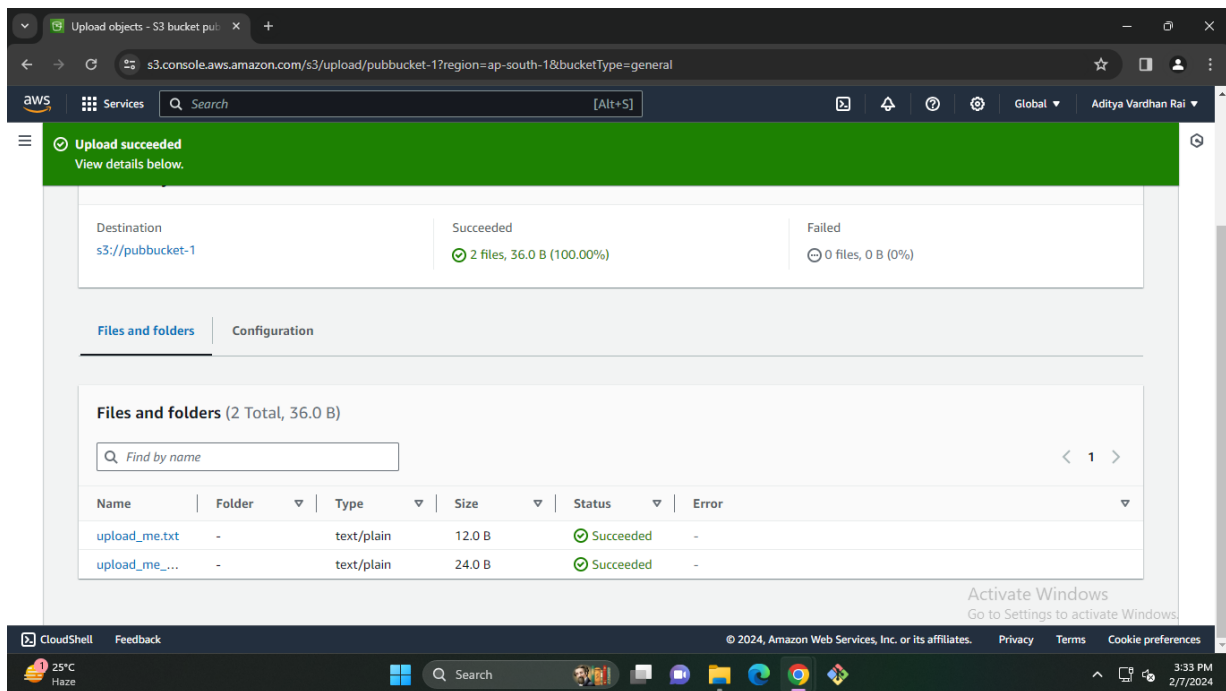 Upload objects - S3 bucket pub
s3.console.aws.amazon.com/s3/upload/pubbucket-1?region=ap-south-1&bucketType=general
aws Services Search [Alt+S] Global Aditya Vardhan Rai
Upload succeeded
View details below.
Destination Succeeded Failed
s3://pubbucket-1 2 files, 36.0 B (100.00%) 0 files, 0 B (0%)
Files and folders Configuration
Files and folders (2 Total, 36.0 B)
Find by name 1
Name Folder Type Size Status Error
upload_me.txt - text/plain 12.0 B Succeeded -
upload_me_... - text/plain 24.0 B Succeeded -
Activate Windows
Go to Settings to activate Windows.
CloudShell Feedback © 2024, Amazon Web Services, Inc. or its affiliates. Privacy Terms Cookie preferences
1 25°C Search 3:33 PM
Haze 2/7/2024